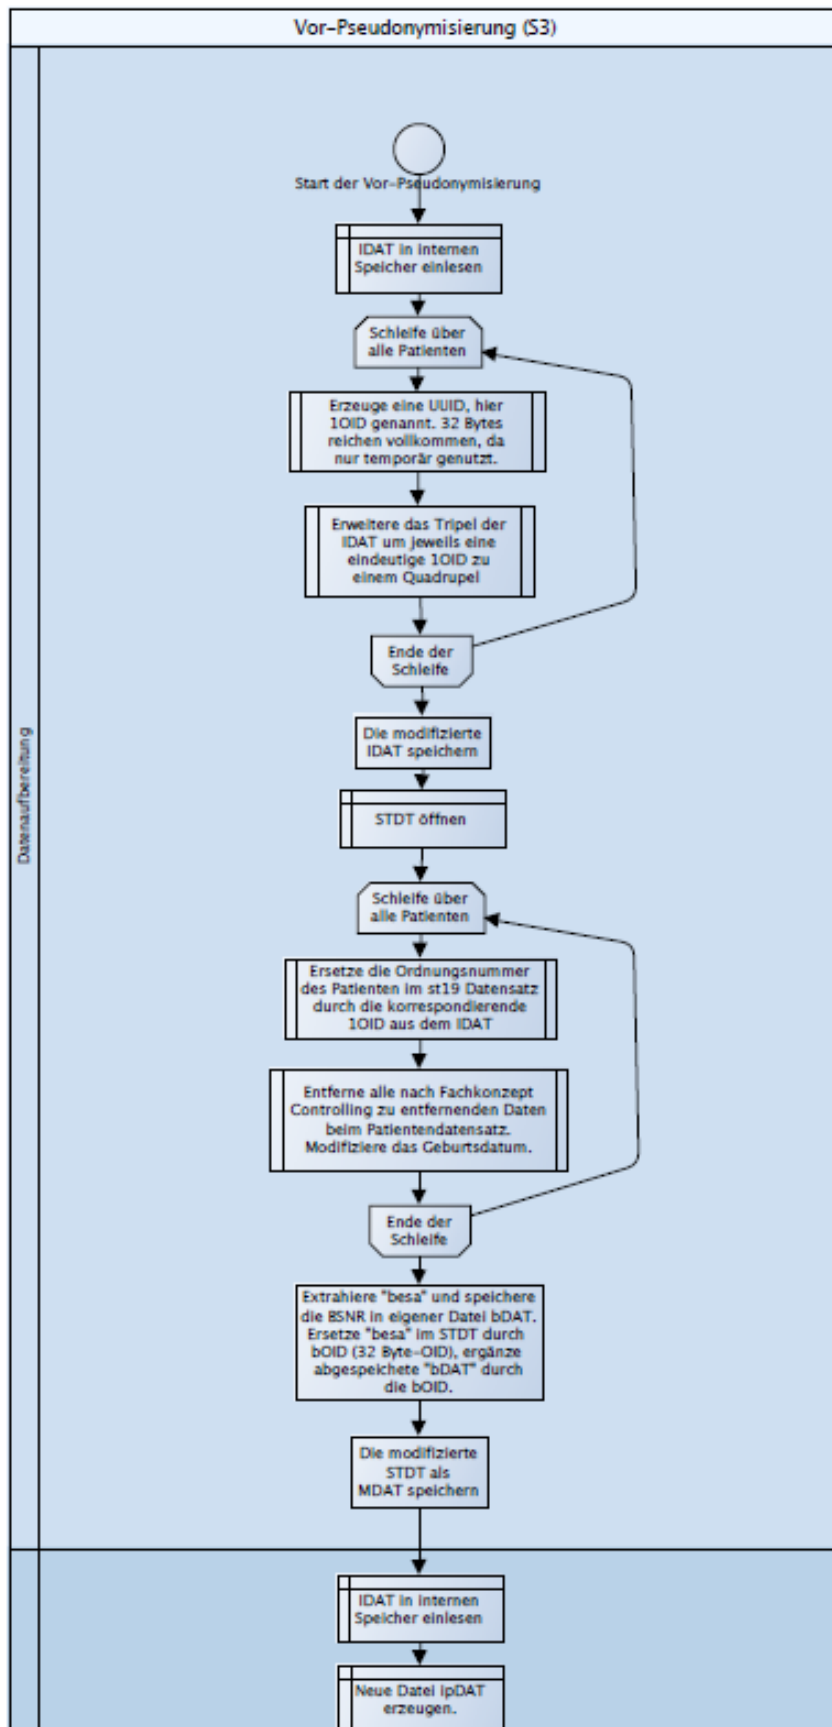 Vor-Pseudonymisierung (S3)
Start der Vor-Pseudonymisierung
IDAT in internen
Speicher einlesen
Schleife über
alle Patienten
Erzeuge eine UUID, hier
1OID genannt. 32 Bytes
reichen vollkommen, da
nur temporär genutzt.
Erweitere das Tripel der
IDAT um jeweils eine
eindeutige 1OID zu
einem Quadrupel
Ende der
Schleife
Die modifizierte
IDAT speichern
Datenaufbereitung
STDT öffnen
Schleife über
alle Patienten
Ersetze die Ordnungsnummer
des Patienten im st19 Datensatz
durch die korrespondierende
1OID aus dem IDAT
Entferne alle nach Fachkonzept
Controlling zu entfernenden Daten
beim Patientendatensatz.
Modifiziere das Geburtsdatum.
Ende der
Schleife
Extrahiere "besa" und speichere
die BSNR in eigener Datei bDAT.
Ersetze "besa" im STDT durch
bOID (32 Byte-OID), ergänze
abgespeichete "bDAT" durch
die bOID.
Die modifizierte
STDT als
MDAT speichern
IDAT in internen
Speicher einlesen
Neue Datei ipDAT
erzeugen.